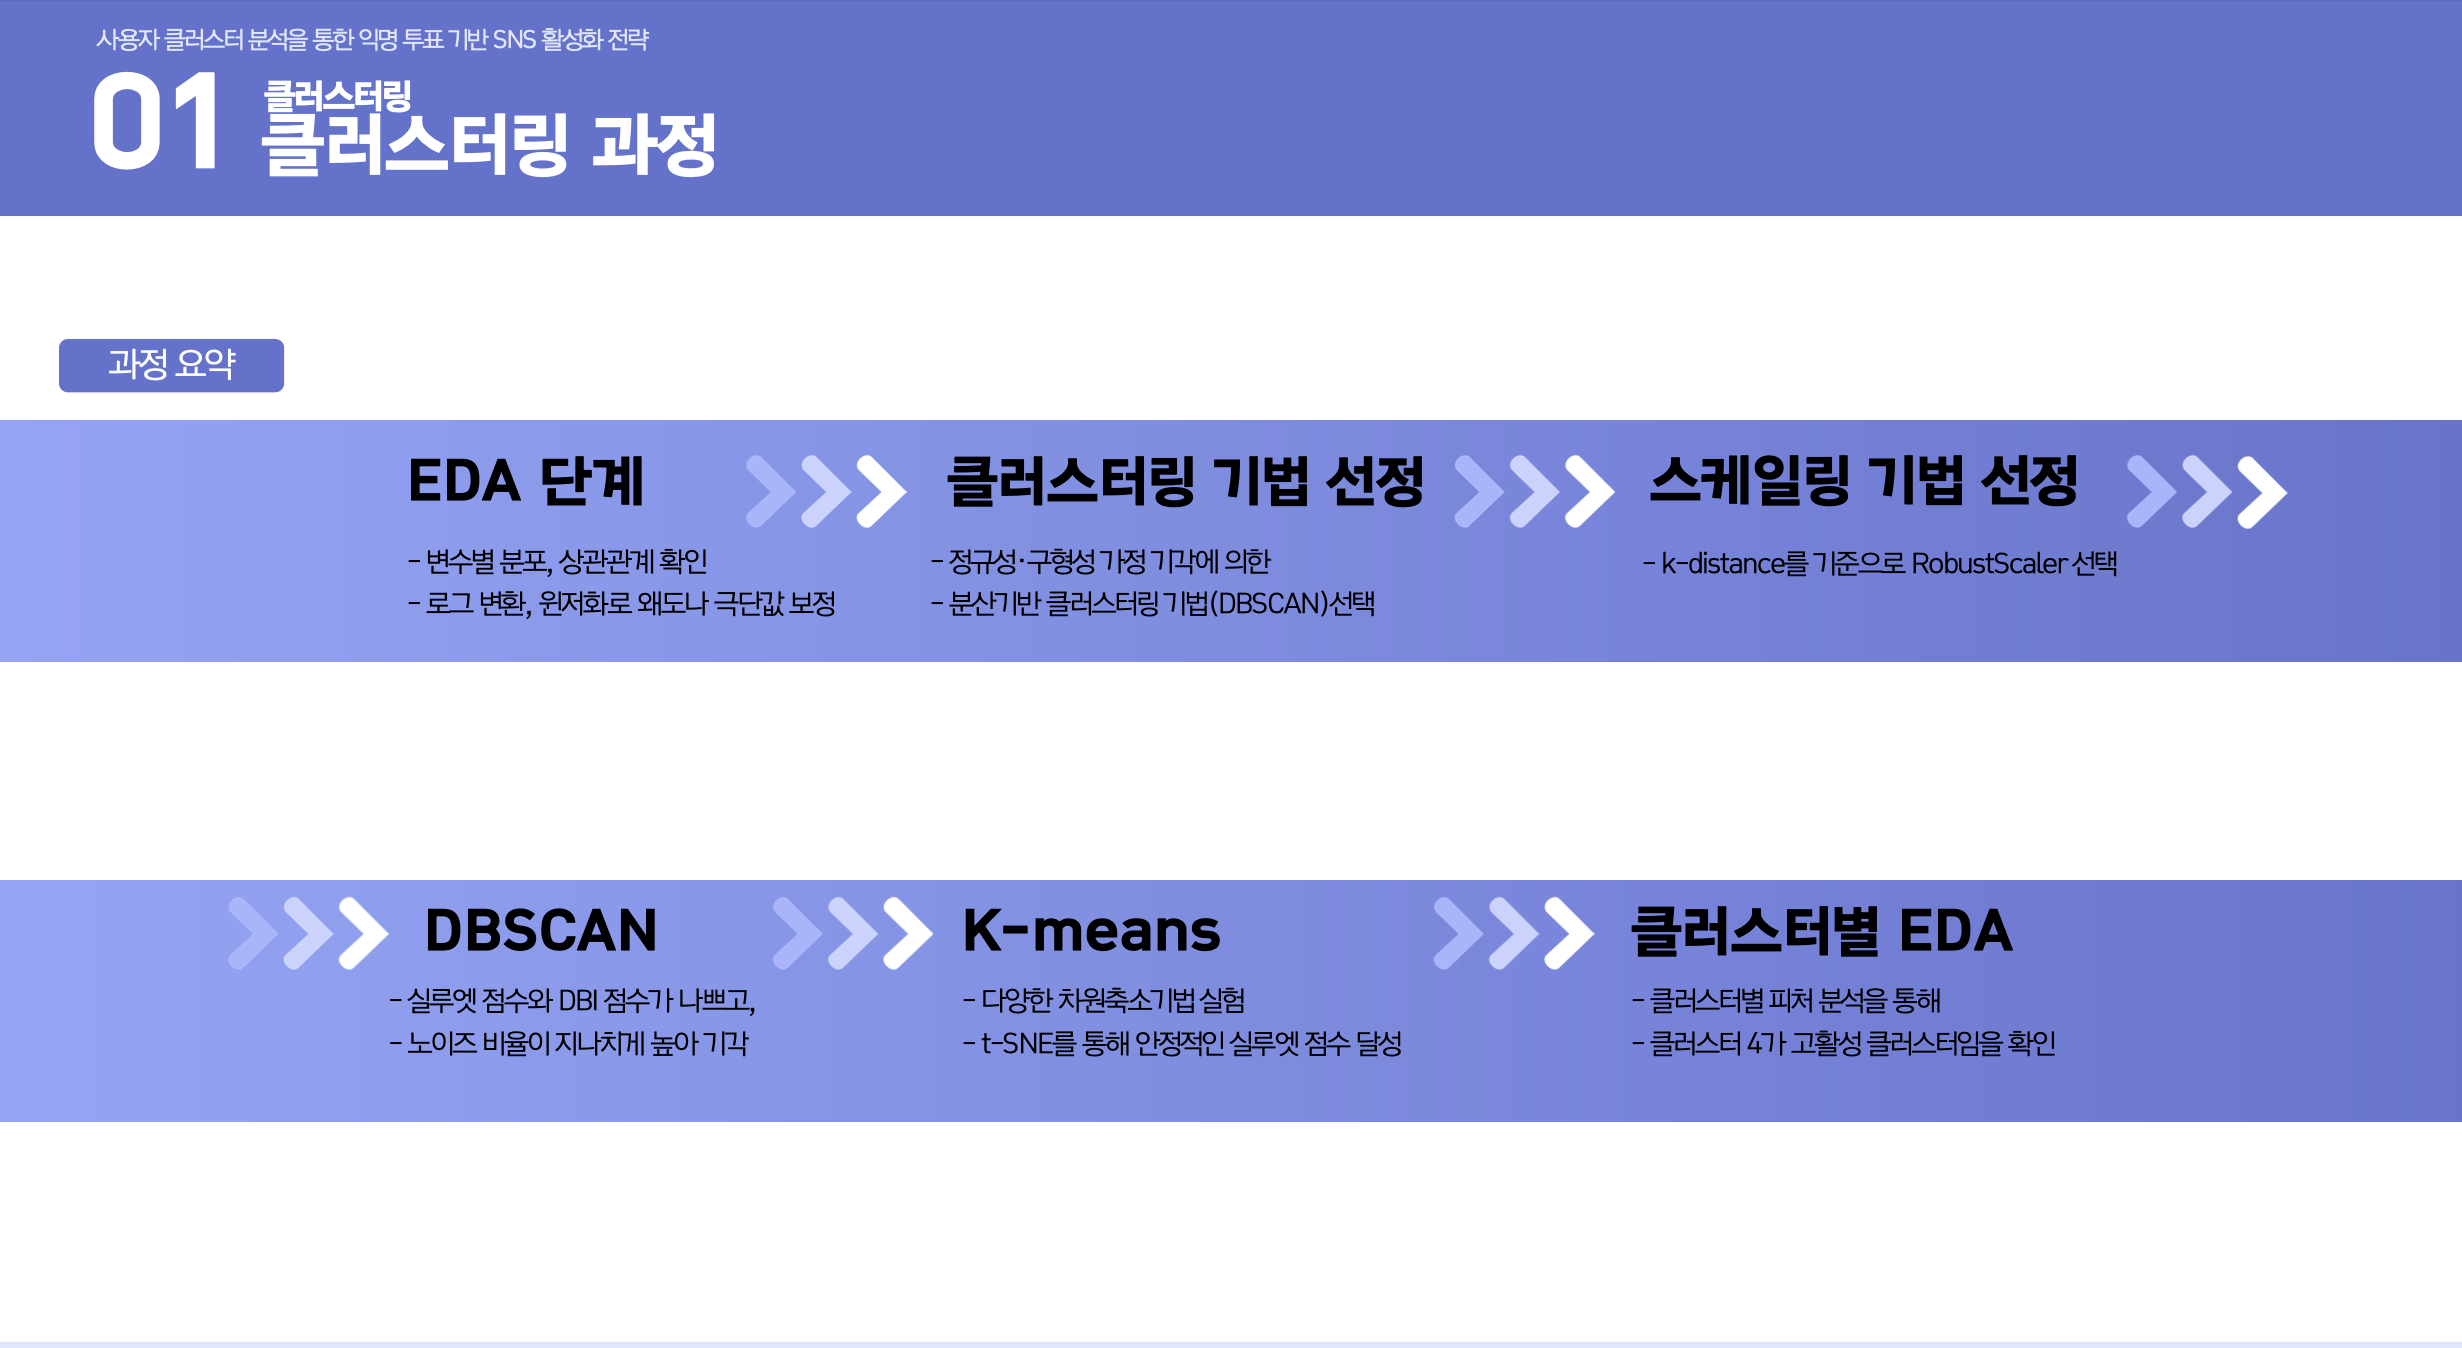 사용자 클러스터 분석을 통한 익명 투표 기반 SNS 활성화 전략
01
클러스터링
클러스터링 과정
과정 요약
EDA 단계
- 변수별 분포, 상관관계 확인
- 로그 변환, 윈저화로 왜도나 극단값 보정
클러스터링 기법 선정
- 정규성·구형성 가정 기각에 의한
- 분산기반 클러스터링 기법(DBSCAN)선택
스케일링 기법 선정
- k-distance를 기준으로 RobustScaler 선택
DBSCAN
- 실루엣 점수와 DBI 점수가 나쁘고,
- 노이즈 비율이 지나치게 높아 기각
K-means
- 다양한 차원축소기법 실험
- t-SNE를 통해 안정적인 실루엣 점수 달성
클러스터별 EDA
- 클러스터별 피처 분석을 통해
- 클러스터 4가 고활성 클러스터임을 확인